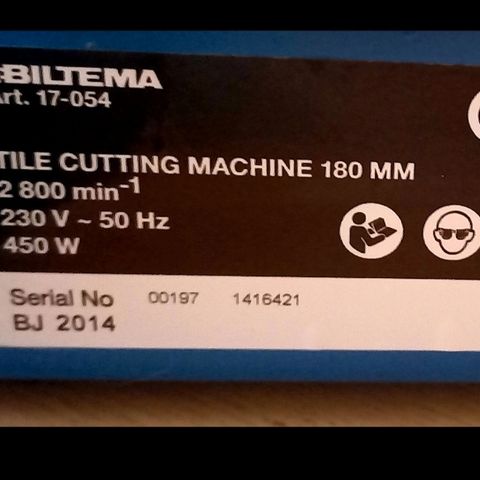 BILTEMA
Art. 17-054
TILE CUTTING MACHINE 180 MM
2 800 min-1
230 V ~ 50 Hz
450 W
Serial No 00197 1416421
BJ 2014